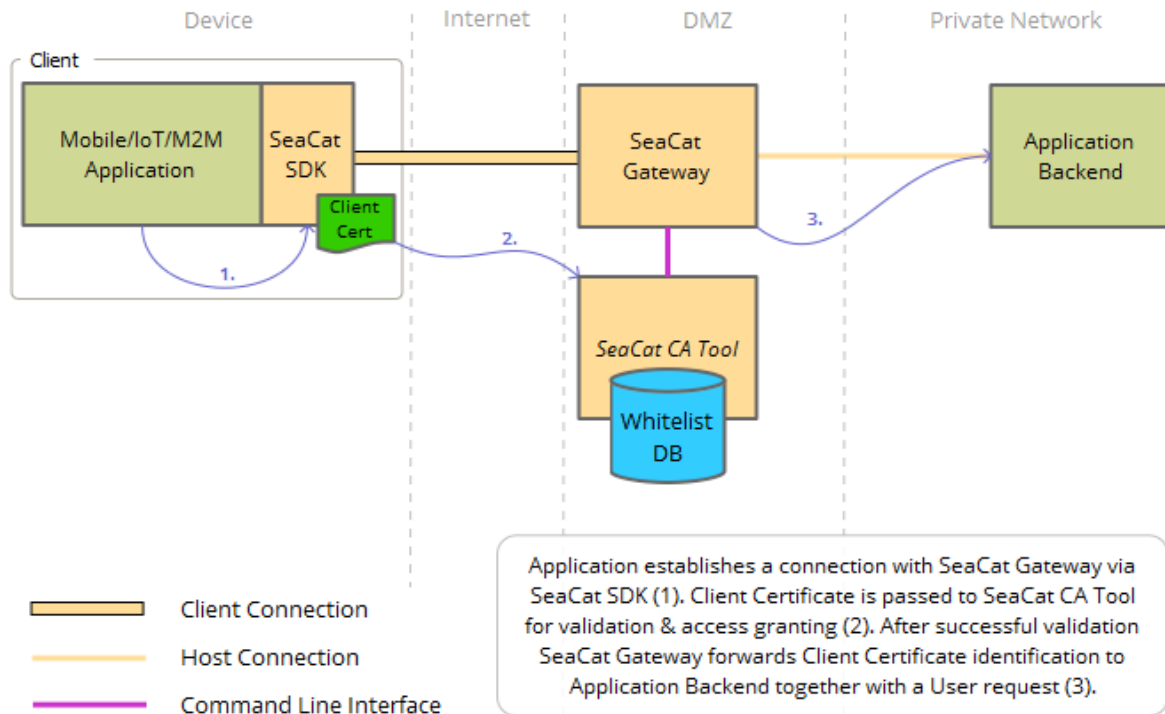 Device
Internet
DMZ
Private Network
Client
Mobile/IoT/M2M
Application
SeaCat
SDK
SeaCat
Gateway
Application
Backend
Client
Cert
1.
2.
3.
SeaCat CA Tool
Whitelist
DB
Client Connection
Host Connection
Command Line Interface
Application establishes a connection with SeaCat Gateway via
SeaCat SDK (1). Client Certificate is passed to SeaCat CA Tool
for validation & access granting (2). After successful validation
SeaCat Gateway forwards Client Certificate identification to
Application Backend together with a User request (3).